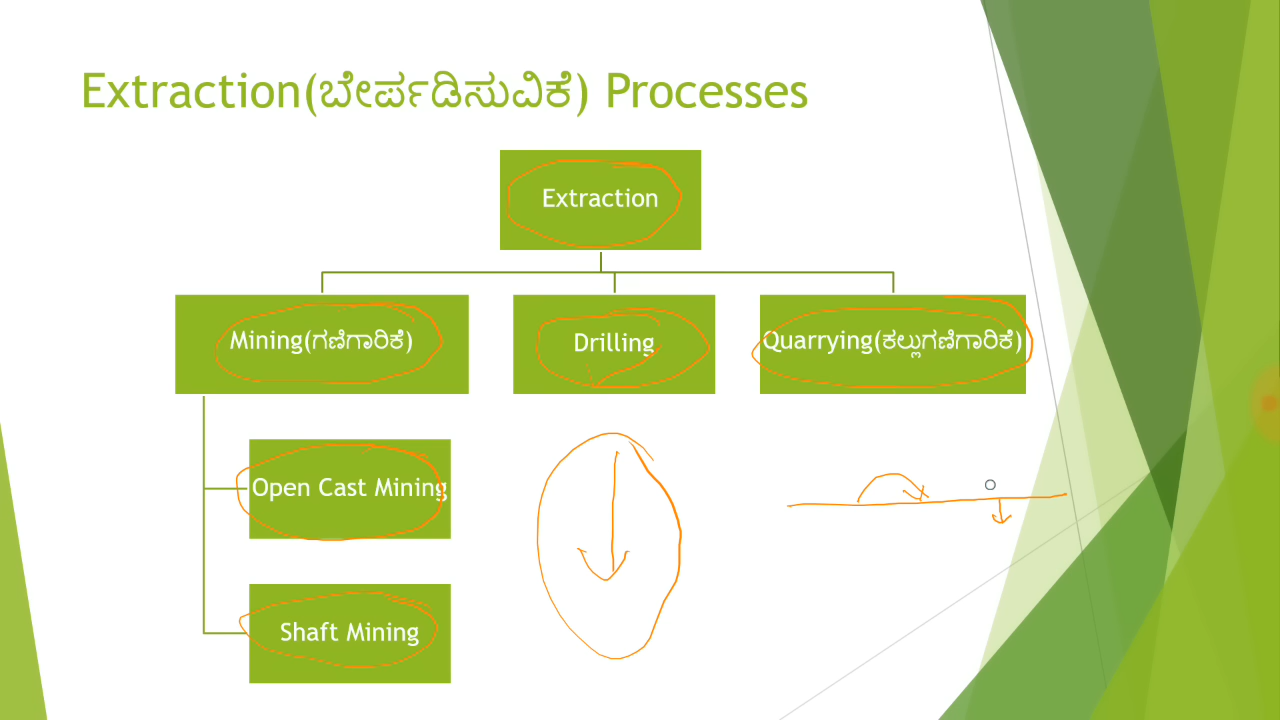 Extraction(ಬೇರ್ಪಡಿಸುವಿಕೆ) Processes
Extraction
Mining(ಗಣಿಗಾರಿಕೆ)
Drilling
Quarrying(ಕಲ್ಲುಗಣಿಗಾರಿಕೆ)
Open Cast Mining
Shaft Mining